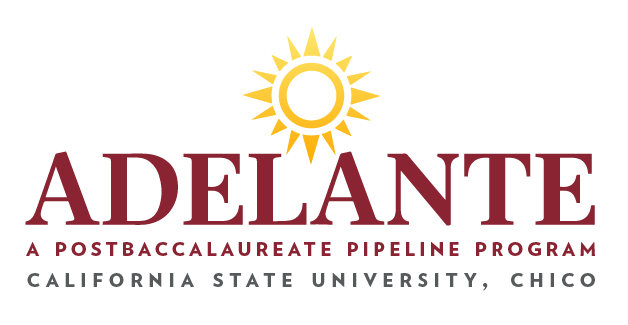 ADELANTE
A POSTBACCALAUREATE PIPELINE PROGRAM
CALIFORNIA STATE UNIVERSITY, CHICO